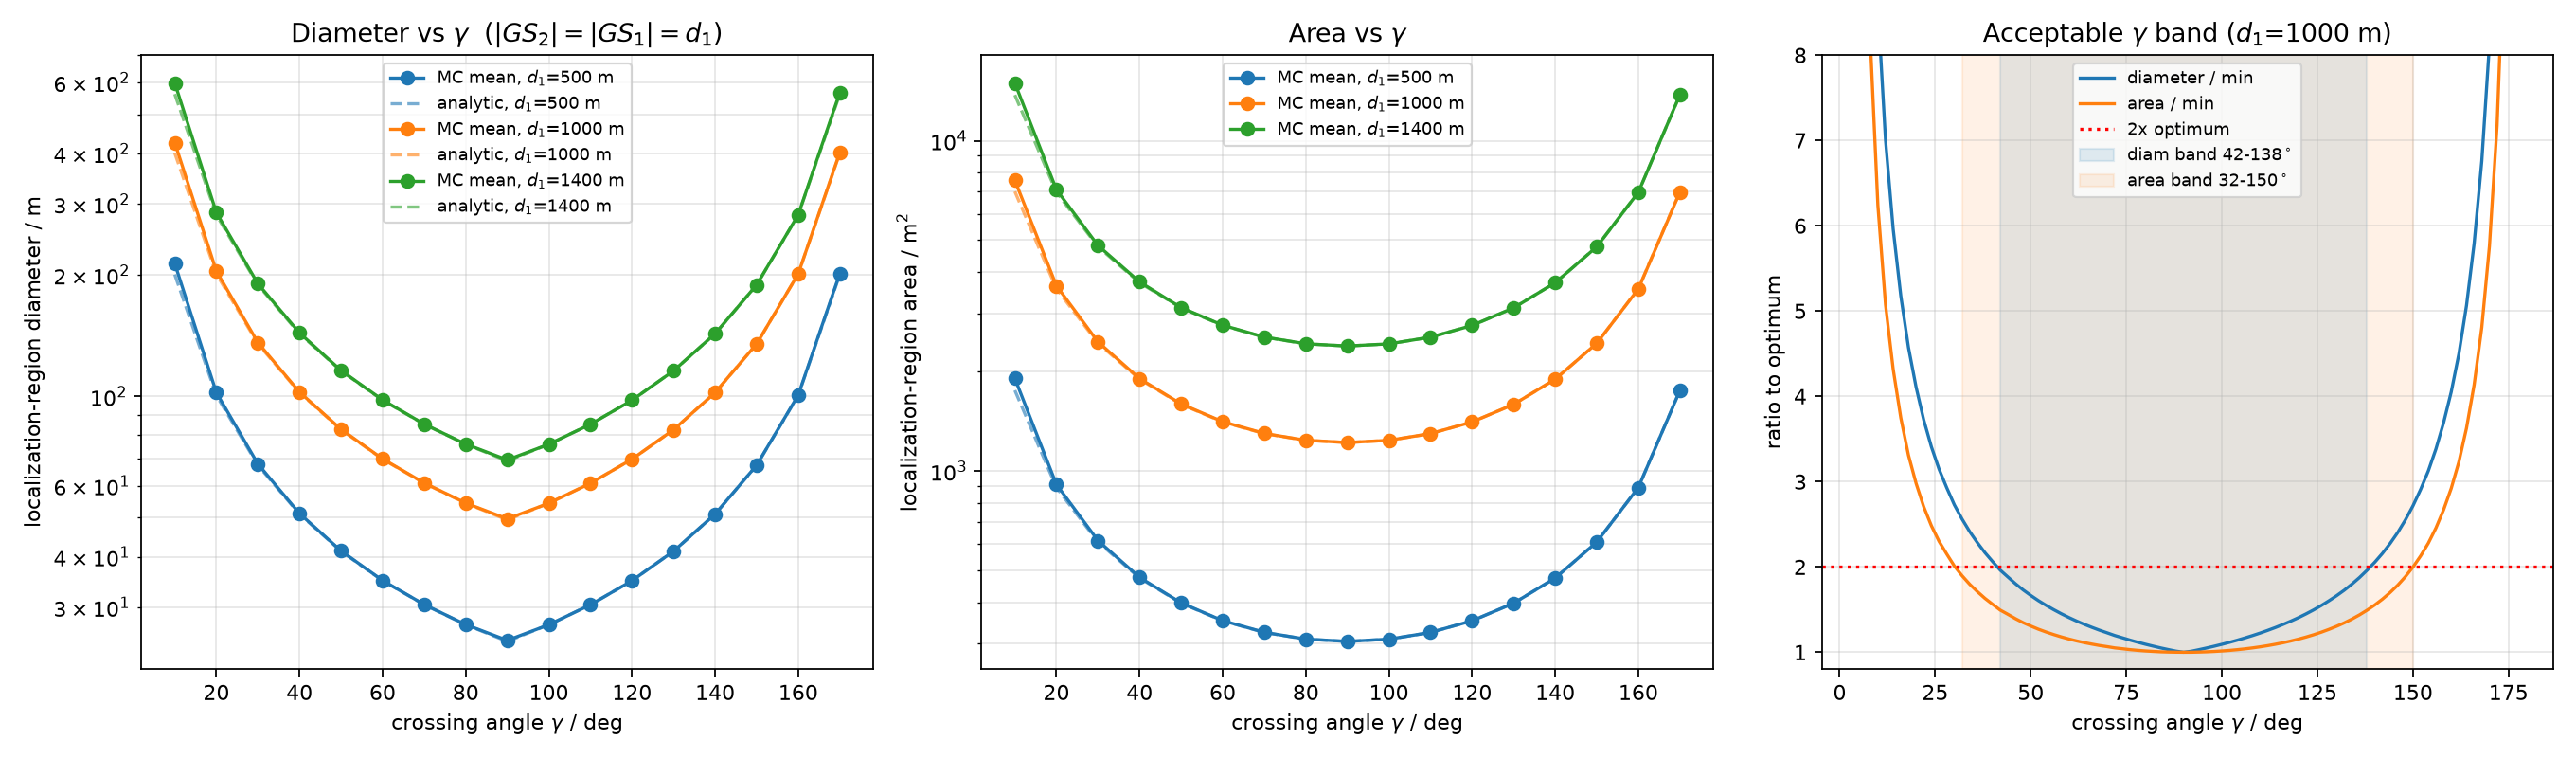 Diameter vs γ (|GS₂| = |GS₁| = d₁)
localization-region diameter / m
6 × 10²
4 × 10²
3 × 10²
2 × 10²
10²
6 × 10¹
4 × 10¹
3 × 10¹
MC mean, d₁=500 m
analytic, d₁=500 m
MC mean, d₁=1000 m
analytic, d₁=1000 m
MC mean, d₁=1400 m
analytic, d₁=1400 m
20 40 60 80 100 120 140 160
crossing angle γ / deg
Area vs γ
localization-region area / m²
10⁴
10³
MC mean, d₁=500 m
MC mean, d₁=1000 m
MC mean, d₁=1400 m
20 40 60 80 100 120 140 160
crossing angle γ / deg
Acceptable γ band (d₁=1000 m)
ratio to optimum
8
7
6
5
4
3
2
1
diameter / min
area / min
2x optimum
diam band 42-138°
area band 32-150°
0 25 50 75 100 125 150 175
crossing angle γ / deg